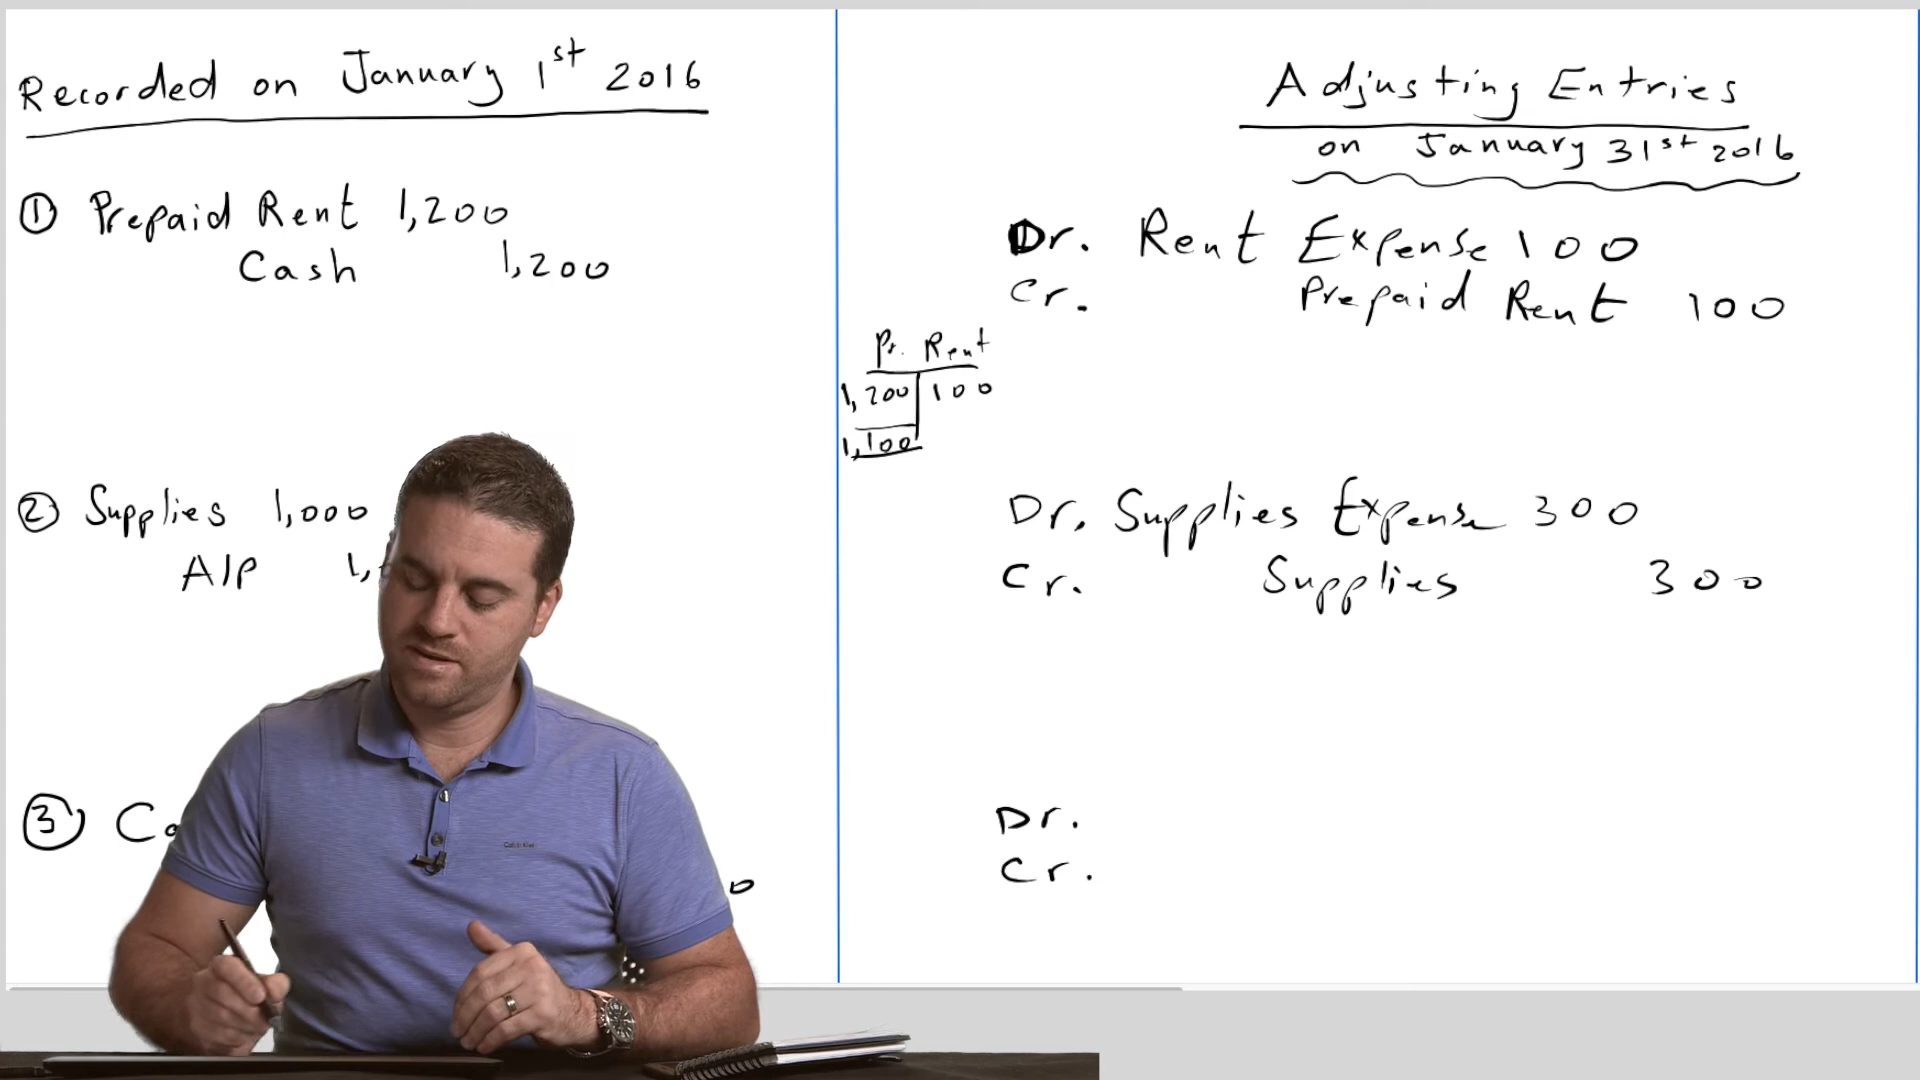 Recorded on January 1st 2016
① Prepaid Rent 1,200
Cash 1,200
② Supplies 1,000
A/P
③
Adjusting Entries
on January 31st 2016
Dr. Rent Expense 100
Cr. Prepaid Rent 100
Pr. Rent
1,200 100
1,100
Dr. Supplies Expense 300
Cr. Supplies 300
Dr.
Cr.